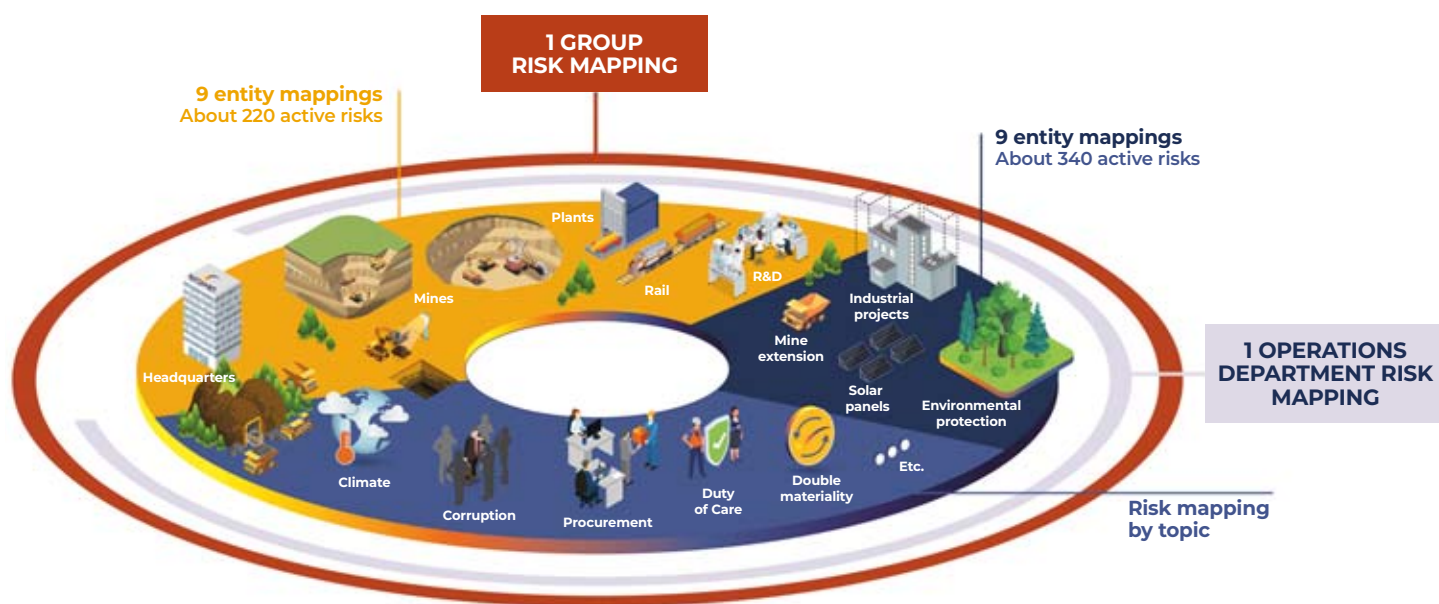 1 GROUP
RISK MAPPING
9 entity mappings
About 220 active risks
9 entity mappings
About 340 active risks
Plants
R&D
Rail
Mines
Industrial
projects
Mine
extension
Headquarters
Solar
panels
Environmental
protection
1 OPERATIONS
DEPARTMENT RISK
MAPPING
Climate
Corruption
Procurement
Duty
of Care
Double
materiality
Etc.
Risk mapping
by topic